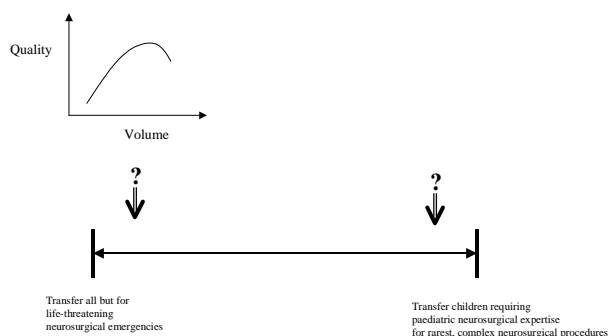 Quality
Volume
?
?
Transfer all but for
life-threatening
neurosurgical emergencies
Transfer children requiring
paediatric neurosurgical expertise
for rarest, complex neurosurgical procedures